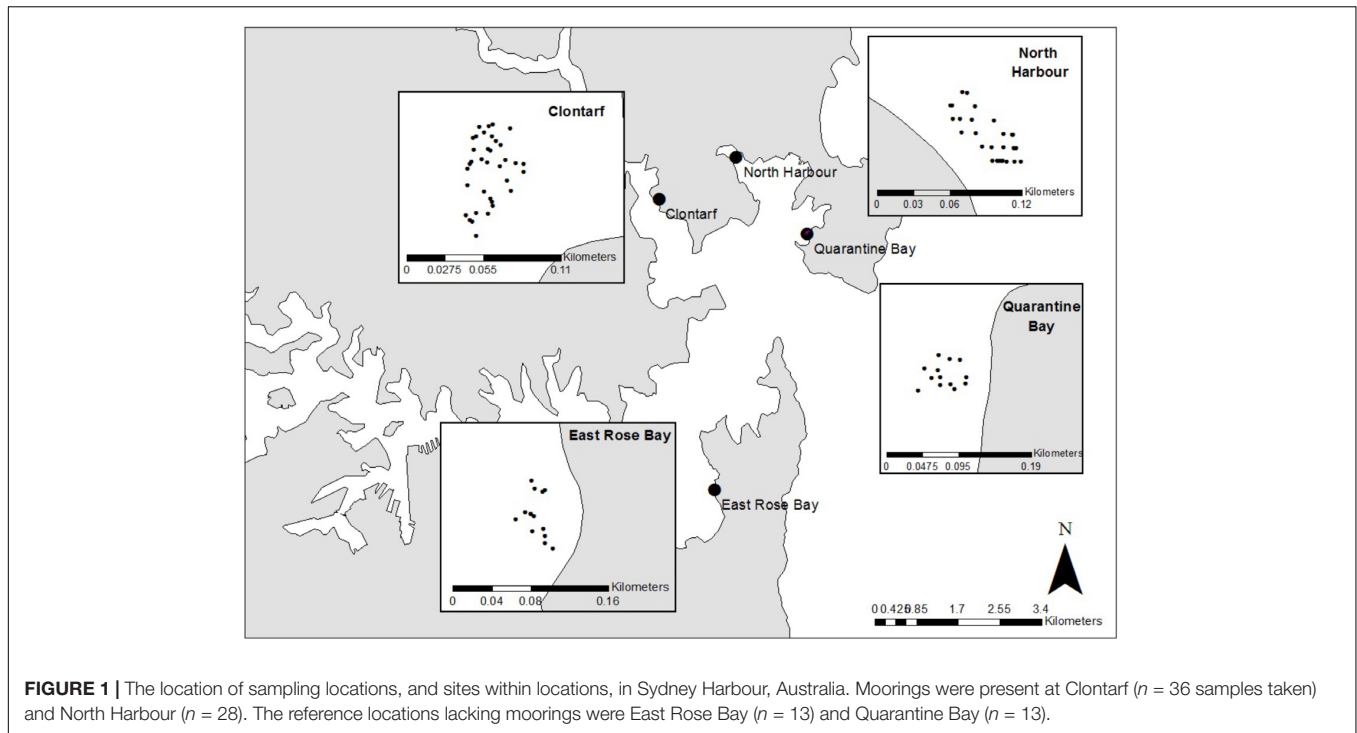 Clontarf
Kilometers
0 0.0275 0.055 0.11
North
Harbour
Kilometers
0 0.03 0.06 0.12
North Harbour
Clontarf
Quarantine Bay
Quarantine
Bay
Kilometers
0 0.0475 0.095 0.19
East Rose Bay
Kilometers
0 0.04 0.08 0.16
East Rose Bay
N
0 0.425 0.85 1.7 2.55 3.4
Kilometers
FIGURE 1 | The location of sampling locations, and sites within locations, in Sydney Harbour, Australia. Moorings were present at Clontarf (n = 36 samples taken)
and North Harbour (n = 28). The reference locations lacking moorings were East Rose Bay (n = 13) and Quarantine Bay (n = 13).